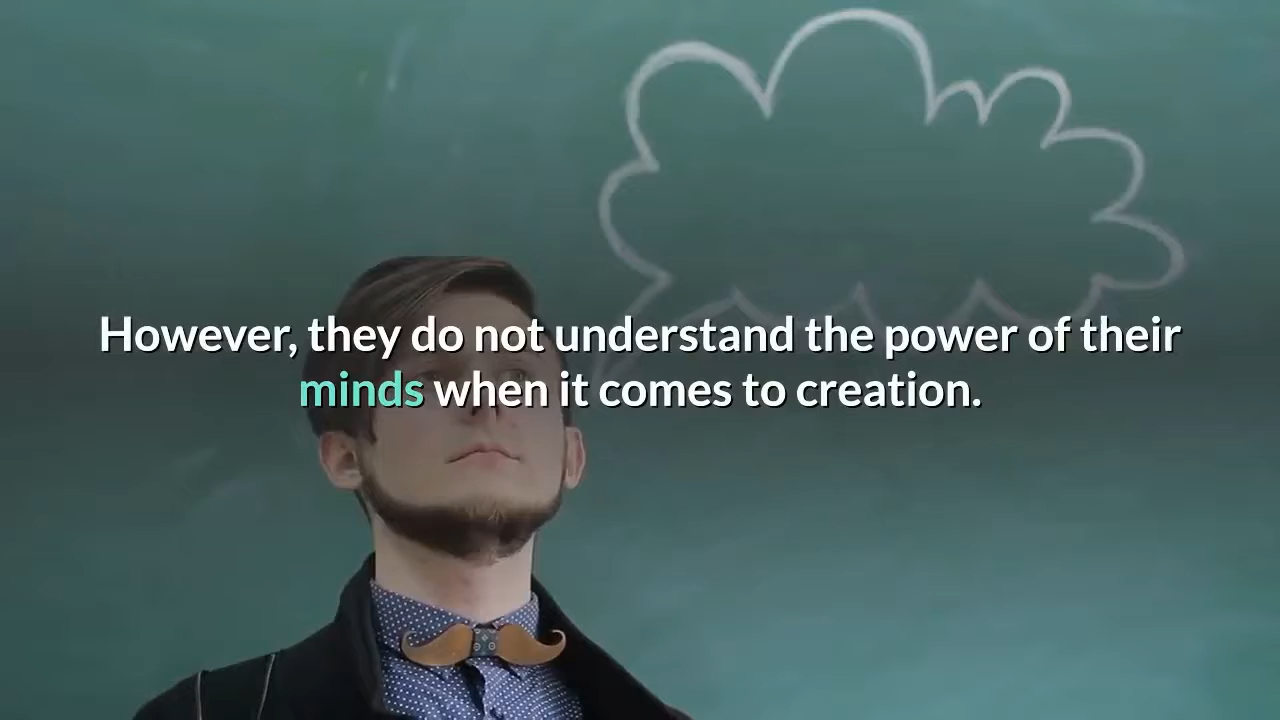 However, they do not understand the power of their
minds when it comes to creation.